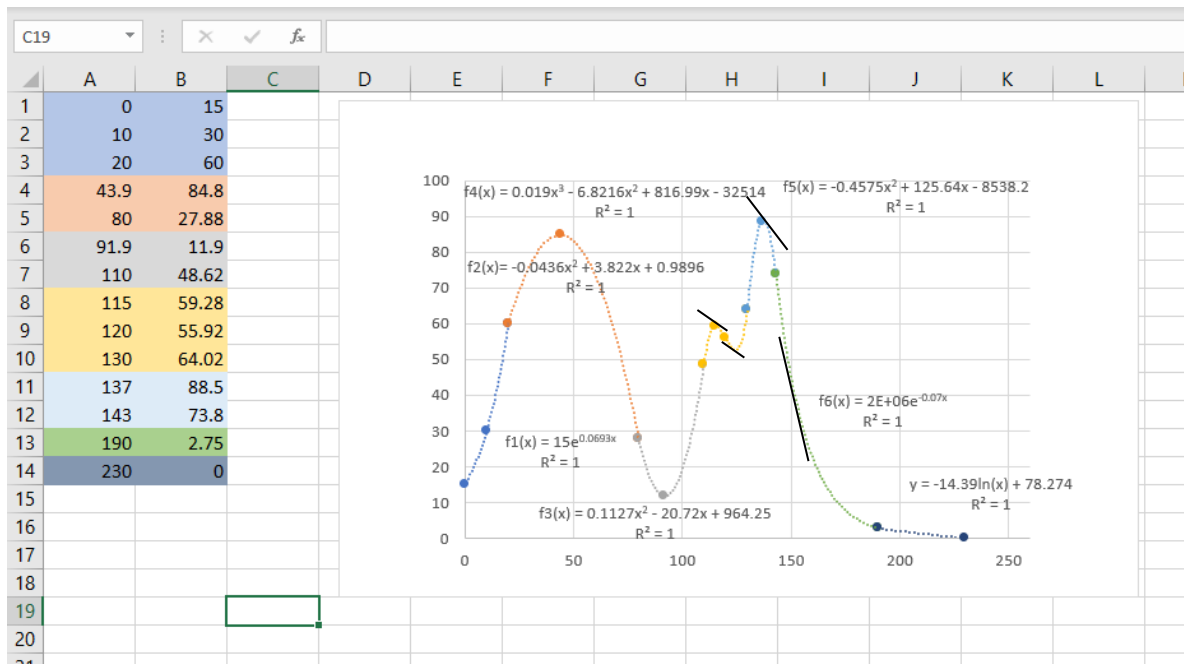 C19
fx
A B C D E F G H I J K L
1 0 15
2 10 30
3 20 60
4 43.9 84.8
5 80 27.88
6 91.9 11.9
7 110 48.62
8 115 59.28
9 120 55.92
10 130 64.02
11 137 88.5
12 143 73.8
13 190 2.75
14 230 0
15
16
17
18
19
20
100
90
80
70
60
50
40
30
20
10
0
0 50 100 150 200 250
f4(x) = 0.019x³ - 6.8216x² + 816.99x - 32514
R² = 1
f5(x) = -0.4575x² + 125.64x - 8538.2
R² = 1
f2(x)= -0.0436x² + 3.822x + 0.9896
R² = 1
f6(x) = 2E+06e^-0.07x
R² = 1
f1(x) = 15e^0.0693x
R² = 1
y = -14.39ln(x) + 78.274
R² = 1
f3(x) = 0.1127x² - 20.72x + 964.25
R² = 1